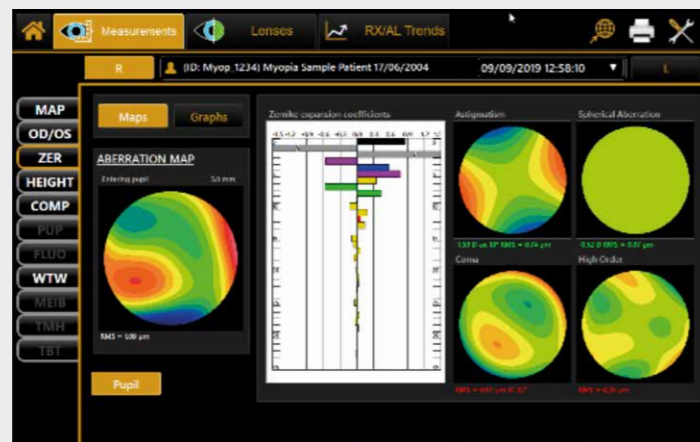 Measurements
Lenses
RX/AL Trends
R
(ID: Myop_1234) Myopia Sample Patient 17/06/2004
09/09/2019 12:58:10
L
MAP
OD/OS
ZER
HEIGHT
COMP
PUP
FLUO
WTW
MEIB
TMH
TBT
Maps
Graphs
ABERRATION MAP
Entering pupil
5.0 mm
RMS = 1.09 µm
Pupil
Zernike expansion coefficients
Astigmatism
Spherical Aberration
Coma
High Order